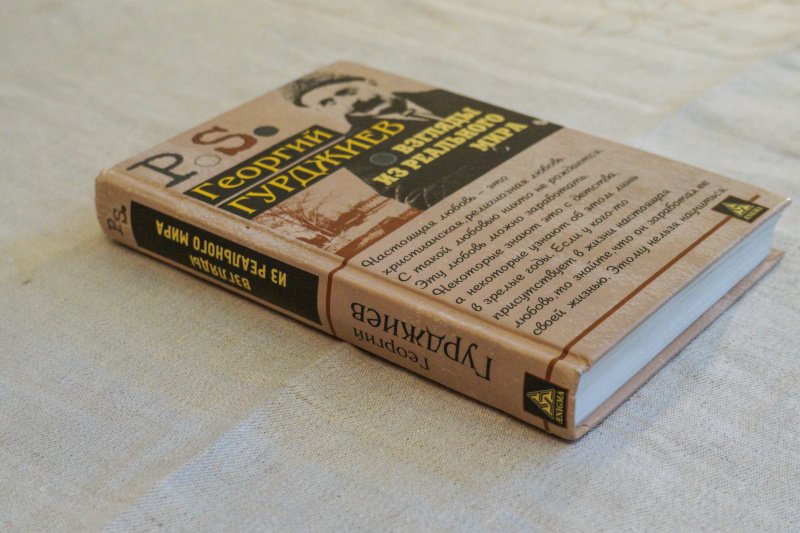 P.S.
Георгий
ГУРДЖИЕВ
ВЗГЛЯДЫ
ИЗ РЕАЛЬНОГО
МИРА
Настоящая любовь – это
христианская, религиозная любовь.
С такой любовью никто не рождается.
Эту любовь можно заработать.
Некоторые знают это с детства,
а некоторые узнают об этом лишь
в зрелые годы. Если у кого-то
присутствует в жизни настоящая
любовь, то знайте, что он заработал ее
своей жизнью. Этому нельзя научиться.
P.S.
ВЗГЛЯДЫ
ИЗ РЕАЛЬНОГО МИРА
Георгий
ГУРДЖИЕВ
ENIGMA